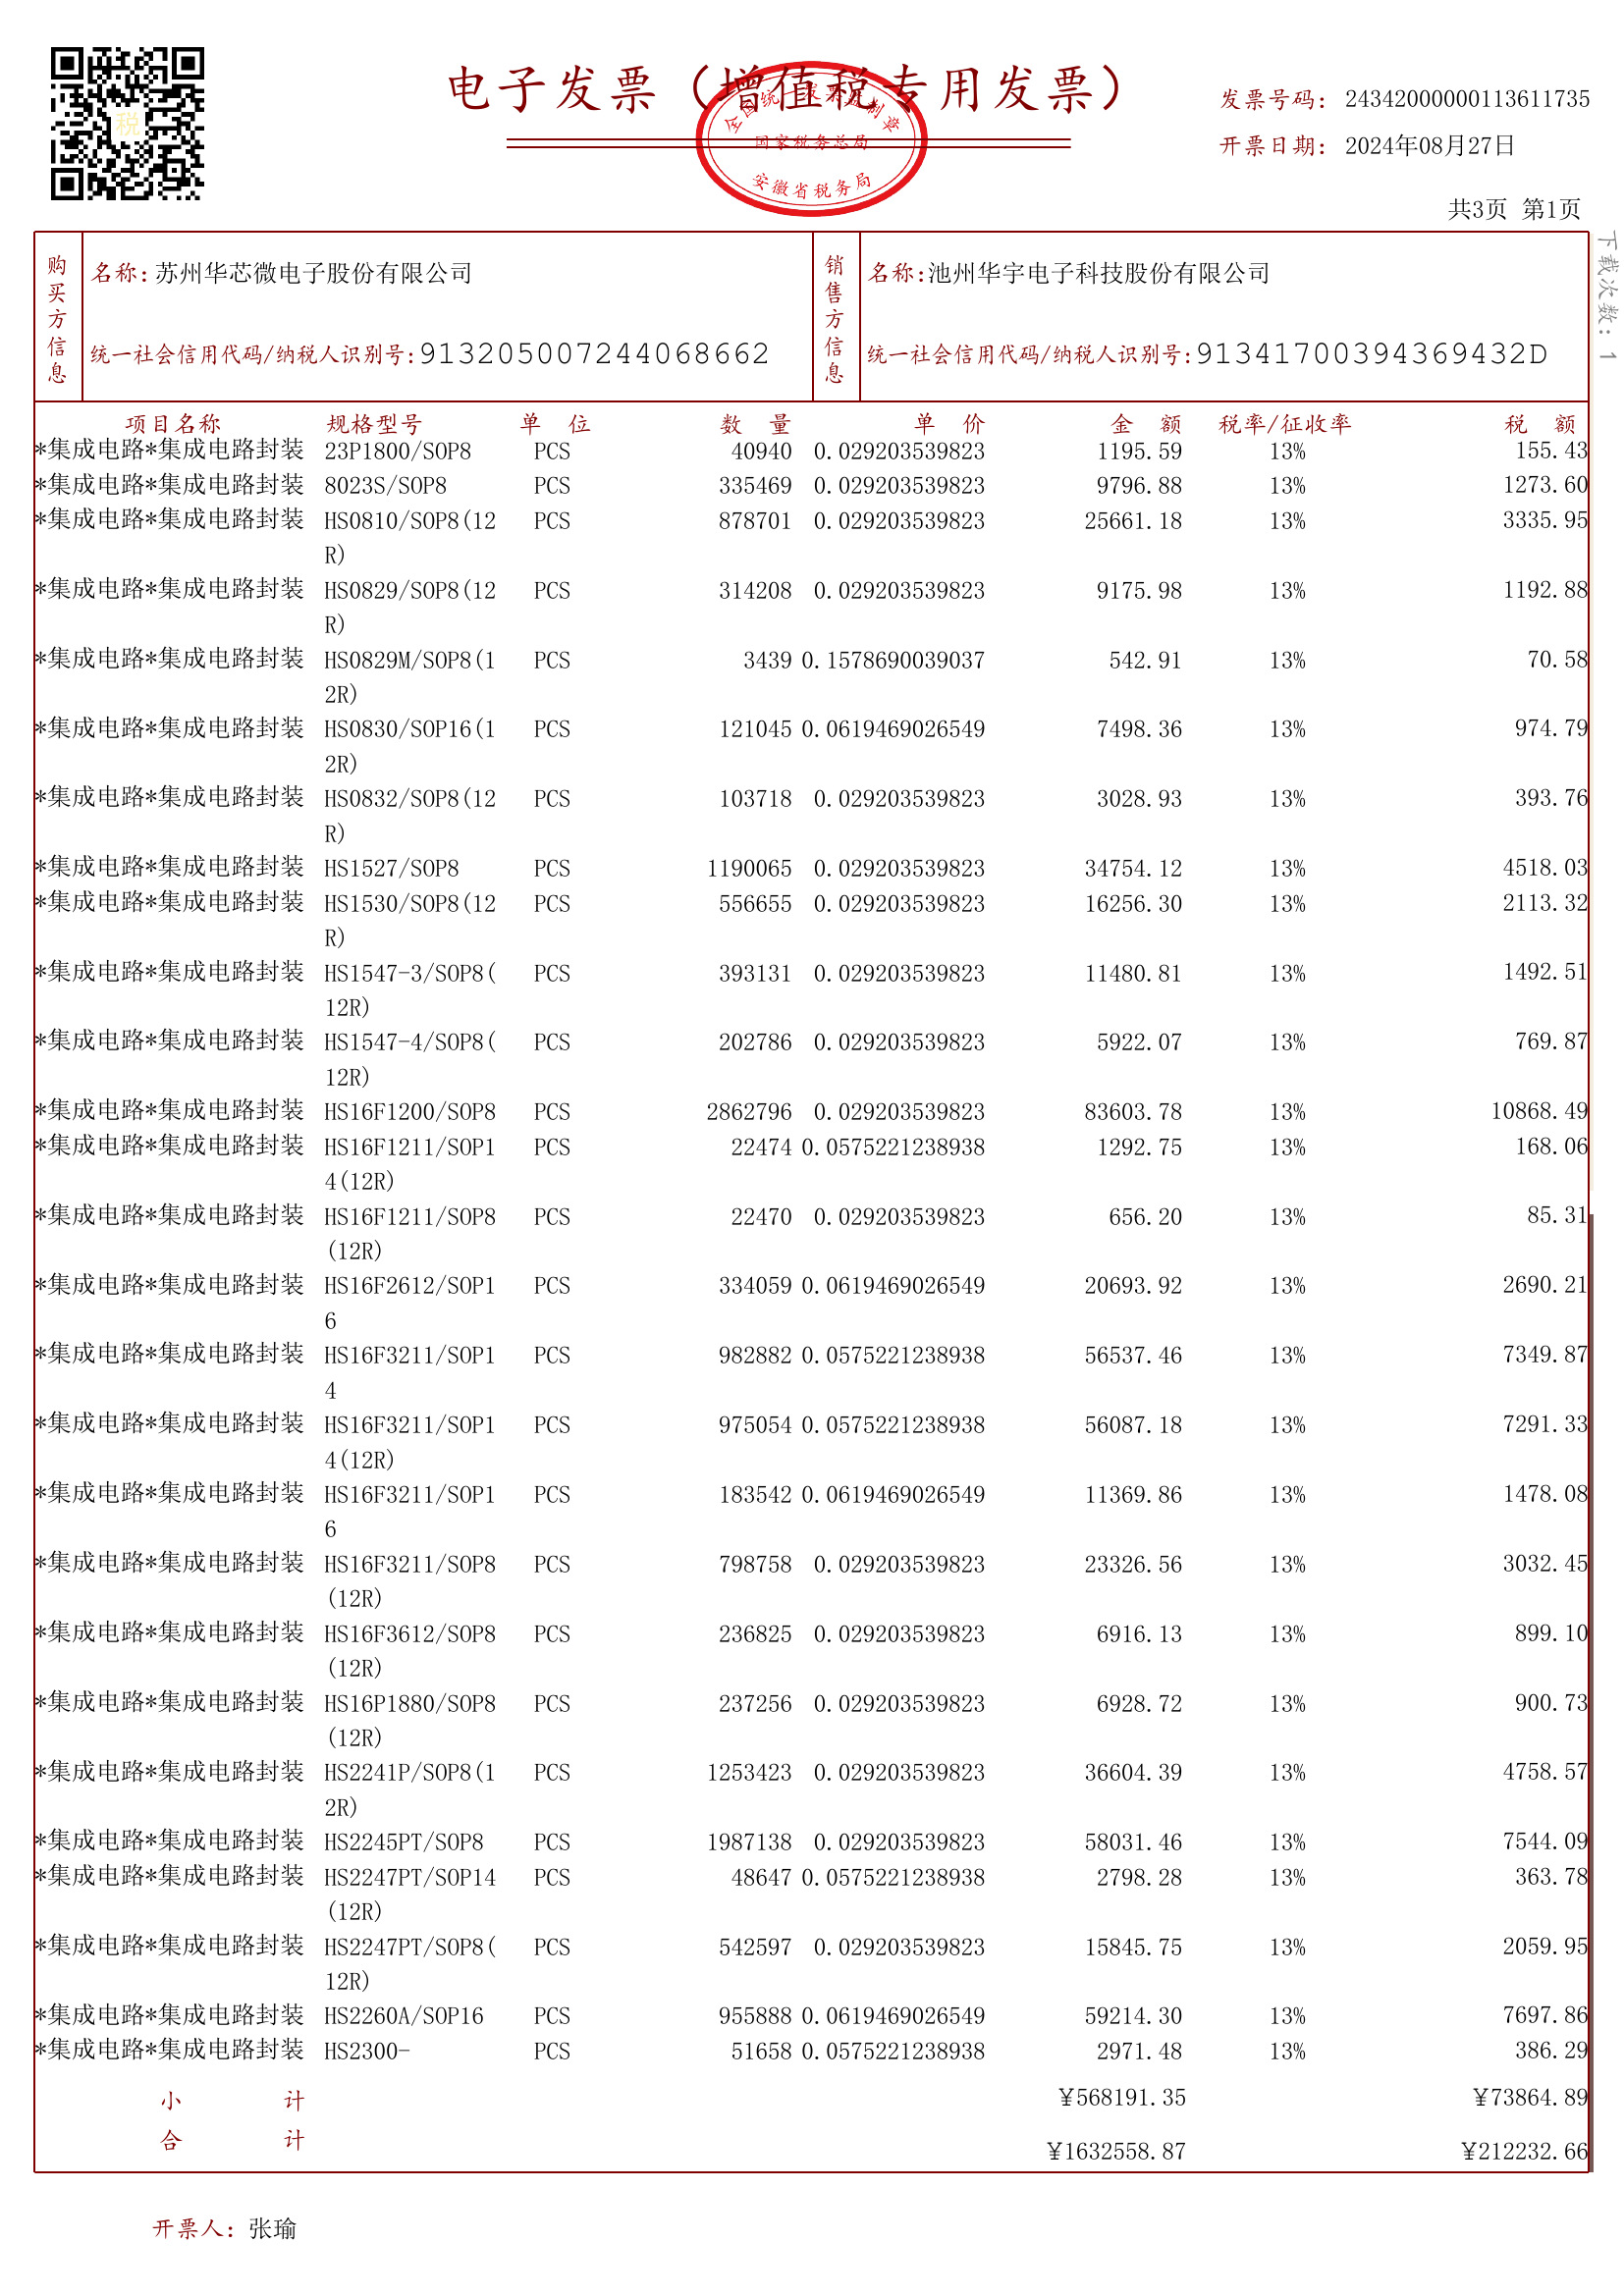 电子发票（增值税专用发票）
全国统一发票监制章
国家税务总局
安徽省税务局
税
发票号码：24342000000113611735
开票日期：2024年08月27日
共3页 第1页
下载次数：1
购买方信息
名称：苏州华芯微电子股份有限公司
统一社会信用代码/纳税人识别号：913205007244068662
销售方信息
名称：池州华宇电子科技股份有限公司
统一社会信用代码/纳税人识别号：91341700394369432D
项目名称 规格型号 单 位 数 量 单 价 金 额 税率/征收率 税 额
*集成电路*集成电路封装 23P1800/SOP8 PCS 40940 0.029203539823 1195.59 13% 155.43
*集成电路*集成电路封装 8023S/SOP8 PCS 335469 0.029203539823 9796.88 13% 1273.60
*集成电路*集成电路封装 HS0810/SOP8(12 PCS 878701 0.029203539823 25661.18 13% 3335.95
R)
*集成电路*集成电路封装 HS0829/SOP8(12 PCS 314208 0.029203539823 9175.98 13% 1192.88
R)
*集成电路*集成电路封装 HS0829M/SOP8(1 PCS 3439 0.1578690039037 542.91 13% 70.58
2R)
*集成电路*集成电路封装 HS0830/SOP16(1 PCS 121045 0.0619469026549 7498.36 13% 974.79
2R)
*集成电路*集成电路封装 HS0832/SOP8(12 PCS 103718 0.029203539823 3028.93 13% 393.76
R)
*集成电路*集成电路封装 HS1527/SOP8 PCS 1190065 0.029203539823 34754.12 13% 4518.03
*集成电路*集成电路封装 HS1530/SOP8(12 PCS 556655 0.029203539823 16256.30 13% 2113.32
R)
*集成电路*集成电路封装 HS1547-3/SOP8( PCS 393131 0.029203539823 11480.81 13% 1492.51
12R)
*集成电路*集成电路封装 HS1547-4/SOP8( PCS 202786 0.029203539823 5922.07 13% 769.87
12R)
*集成电路*集成电路封装 HS16F1200/SOP8 PCS 2862796 0.029203539823 83603.78 13% 10868.49
*集成电路*集成电路封装 HS16F1211/SOP1 PCS 22474 0.0575221238938 1292.75 13% 168.06
4(12R)
*集成电路*集成电路封装 HS16F1211/SOP8 PCS 22470 0.029203539823 656.20 13% 85.31
(12R)
*集成电路*集成电路封装 HS16F2612/SOP1 PCS 334059 0.0619469026549 20693.92 13% 2690.21
6
*集成电路*集成电路封装 HS16F3211/SOP1 PCS 982882 0.0575221238938 56537.46 13% 7349.87
4
*集成电路*集成电路封装 HS16F3211/SOP1 PCS 975054 0.0575221238938 56087.18 13% 7291.33
4(12R)
*集成电路*集成电路封装 HS16F3211/SOP1 PCS 183542 0.0619469026549 11369.86 13% 1478.08
6
*集成电路*集成电路封装 HS16F3211/SOP8 PCS 798758 0.029203539823 23326.56 13% 3032.45
(12R)
*集成电路*集成电路封装 HS16F3612/SOP8 PCS 236825 0.029203539823 6916.13 13% 899.10
(12R)
*集成电路*集成电路封装 HS16P1880/SOP8 PCS 237256 0.029203539823 6928.72 13% 900.73
(12R)
*集成电路*集成电路封装 HS2241P/SOP8(1 PCS 1253423 0.029203539823 36604.39 13% 4758.57
2R)
*集成电路*集成电路封装 HS2245PT/SOP8 PCS 1987138 0.029203539823 58031.46 13% 7544.09
*集成电路*集成电路封装 HS2247PT/SOP14 PCS 48647 0.0575221238938 2798.28 13% 363.78
(12R)
*集成电路*集成电路封装 HS2247PT/SOP8( PCS 542597 0.029203539823 15845.75 13% 2059.95
12R)
*集成电路*集成电路封装 HS2260A/SOP16 PCS 955888 0.0619469026549 59214.30 13% 7697.86
*集成电路*集成电路封装 HS2300- PCS 51658 0.0575221238938 2971.48 13% 386.29
小 计 ¥568191.35 ¥73864.89
合 计 ¥1632558.87 ¥212232.66
开票人：张瑜